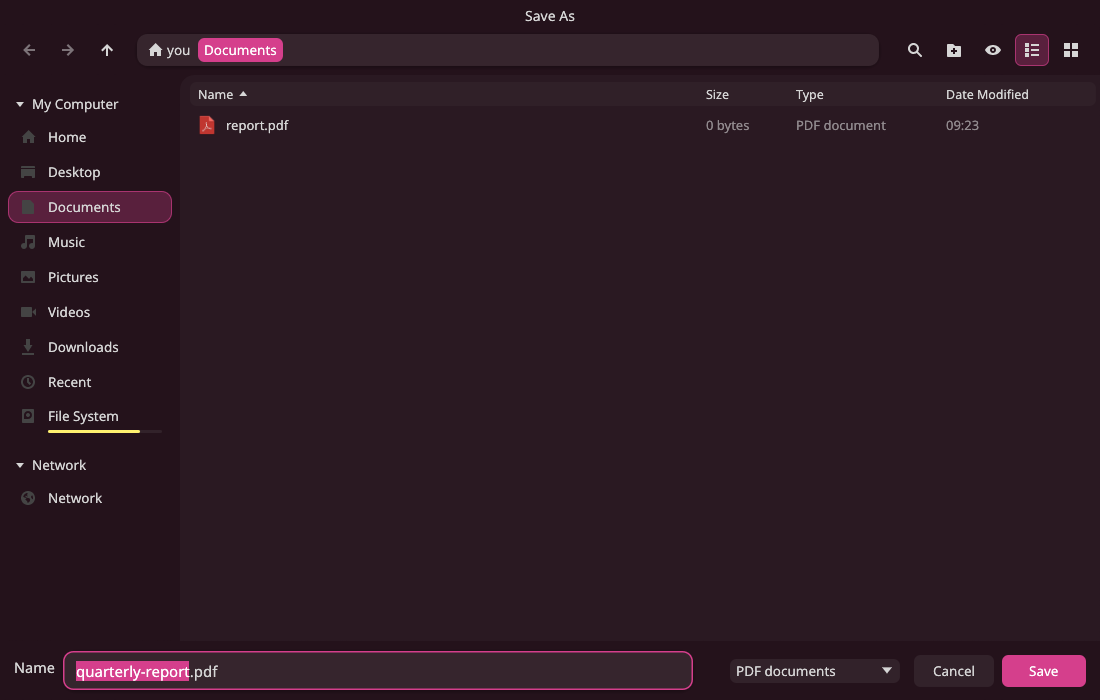 Save As
you Documents
My Computer
Home
Desktop
Documents
Music
Pictures
Videos
Downloads
Recent
File System
Network
Network
Name Size Type Date Modified
report.pdf 0 bytes PDF document 09:23
Name quarterly-report.pdf PDF documents Cancel Save